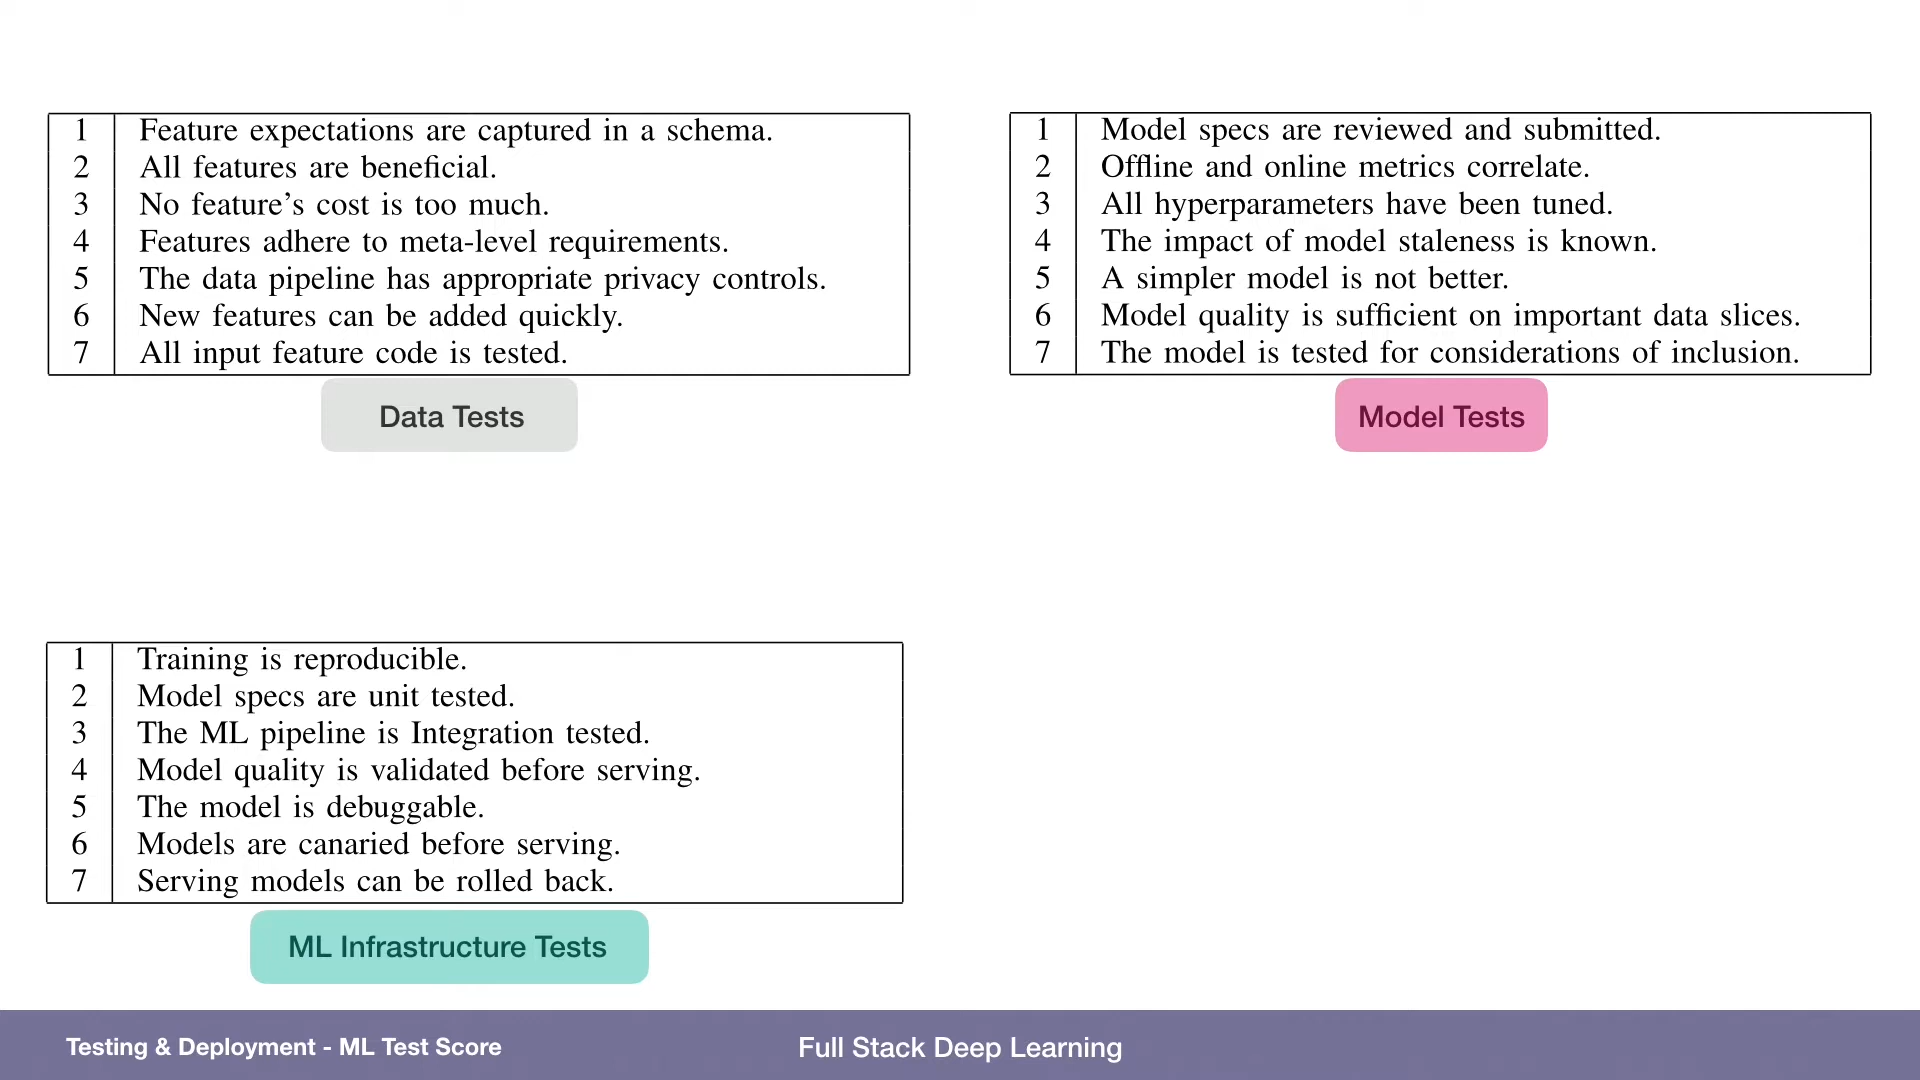 1 Feature expectations are captured in a schema.
2 All features are beneficial.
3 No feature’s cost is too much.
4 Features adhere to meta-level requirements.
5 The data pipeline has appropriate privacy controls.
6 New features can be added quickly.
7 All input feature code is tested.
Data Tests
1 Model specs are reviewed and submitted.
2 Offline and online metrics correlate.
3 All hyperparameters have been tuned.
4 The impact of model staleness is known.
5 A simpler model is not better.
6 Model quality is sufficient on important data slices.
7 The model is tested for considerations of inclusion.
Model Tests
1 Training is reproducible.
2 Model specs are unit tested.
3 The ML pipeline is Integration tested.
4 Model quality is validated before serving.
5 The model is debuggable.
6 Models are canaried before serving.
7 Serving models can be rolled back.
ML Infrastructure Tests
Testing & Deployment - ML Test Score
Full Stack Deep Learning